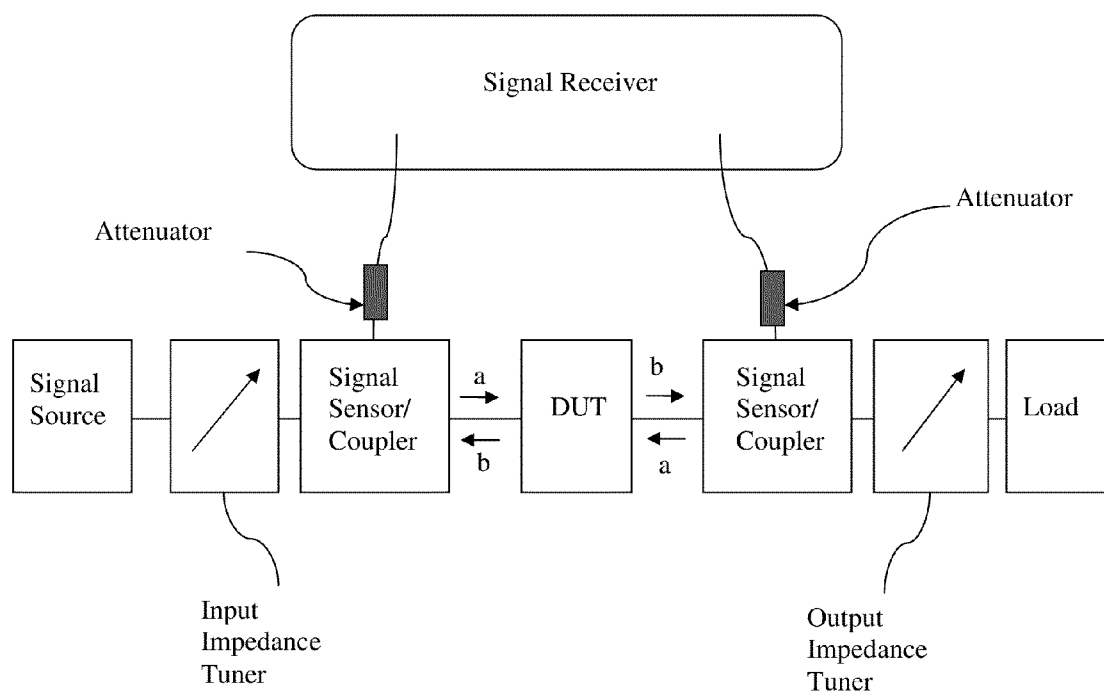 Signal Receiver
Attenuator
Attenuator
Signal
Source
Signal
Sensor/
Coupler
a
b
DUT
b
a
Signal
Sensor/
Coupler
Load
Input
Impedance
Tuner
Output
Impedance
Tuner